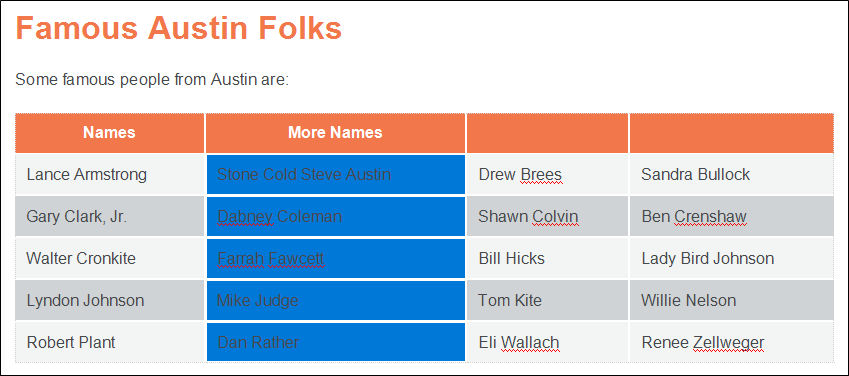 Famous Austin Folks
Some famous people from Austin are:
Names More Names
Lance Armstrong Stone Cold Steve Austin Drew Brees Sandra Bullock
Gary Clark, Jr. Dabney Coleman Shawn Colvin Ben Crenshaw
Walter Cronkite Farrah Fawcett Bill Hicks Lady Bird Johnson
Lyndon Johnson Mike Judge Tom Kite Willie Nelson
Robert Plant Dan Rather Eli Wallach Renee Zellweger